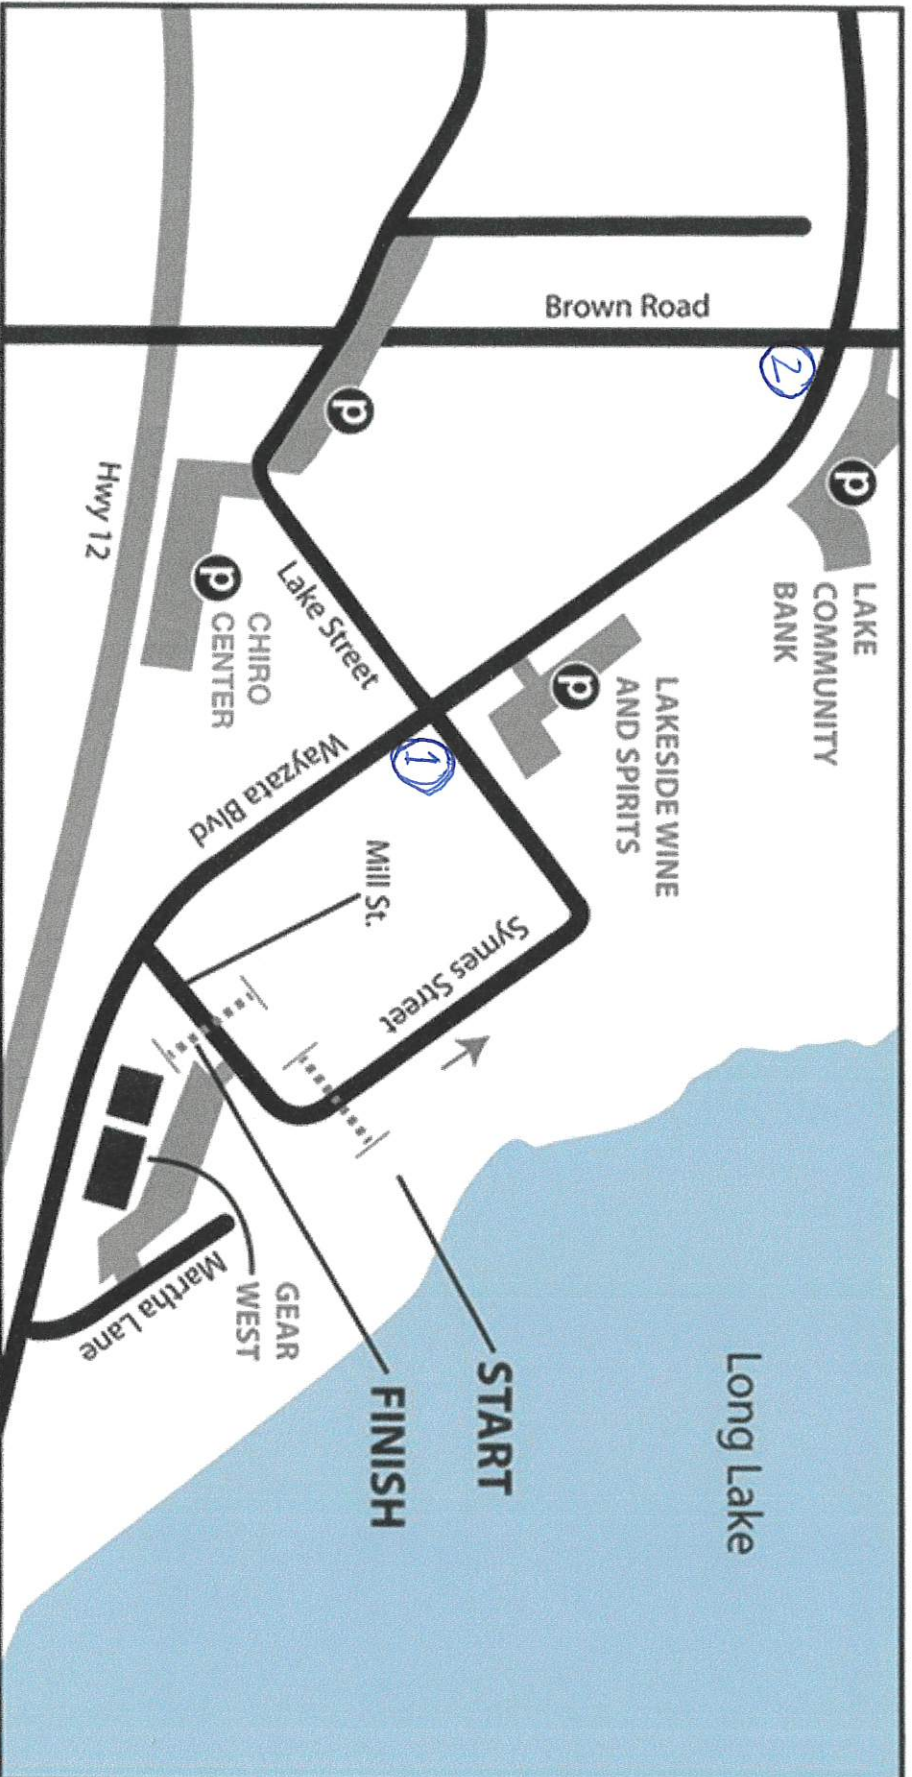 Brown Road
2
P
LAKE
COMMUNITY
BANK
P
Hwy 12
P
CHIRO
CENTER
Lake Street
P
LAKESIDE WINE
AND SPIRITS
1
Wayzata Blvd
Mill St.
Symes Street
START
FINISH
GEAR
WEST
Martha Lane
Long Lake